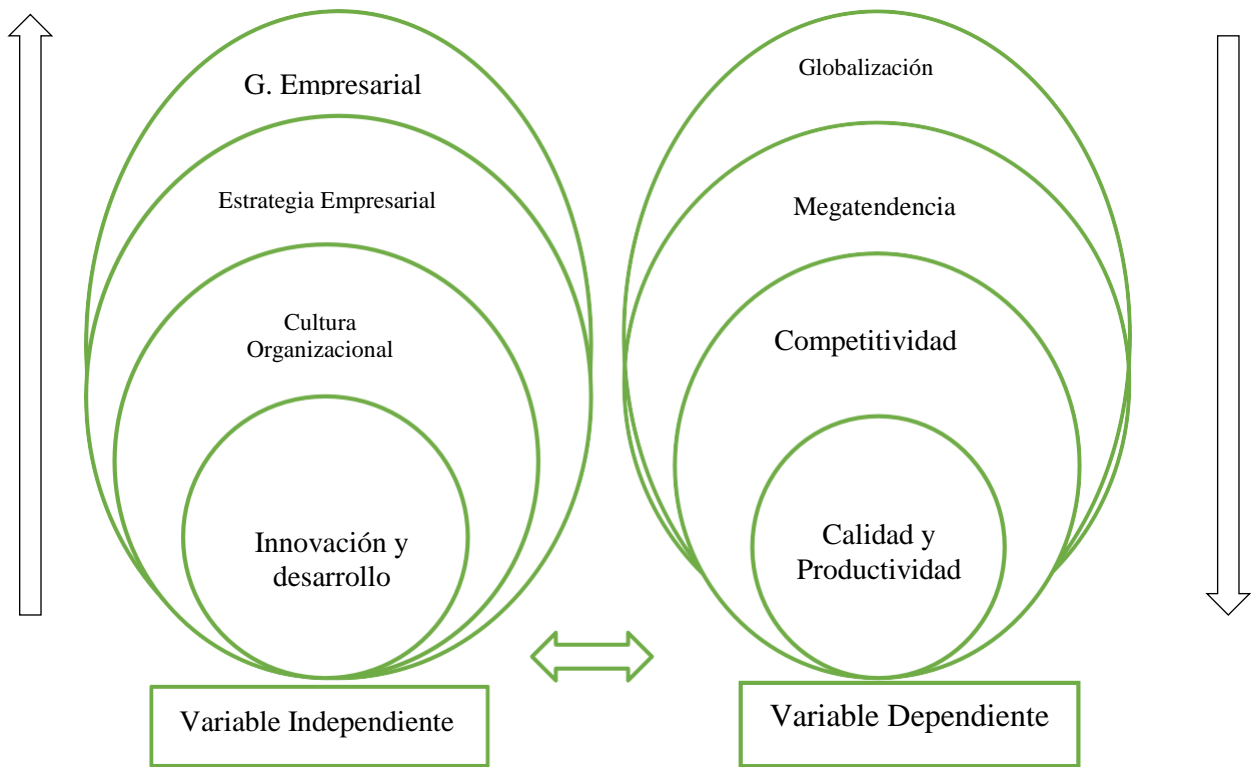 G. Empresarial
Estrategia Empresarial
Cultura
Organizacional
Innovación y
desarrollo
Variable Independiente
Globalización
Megatendencia
Competitividad
Calidad y
Productividad
Variable Dependiente